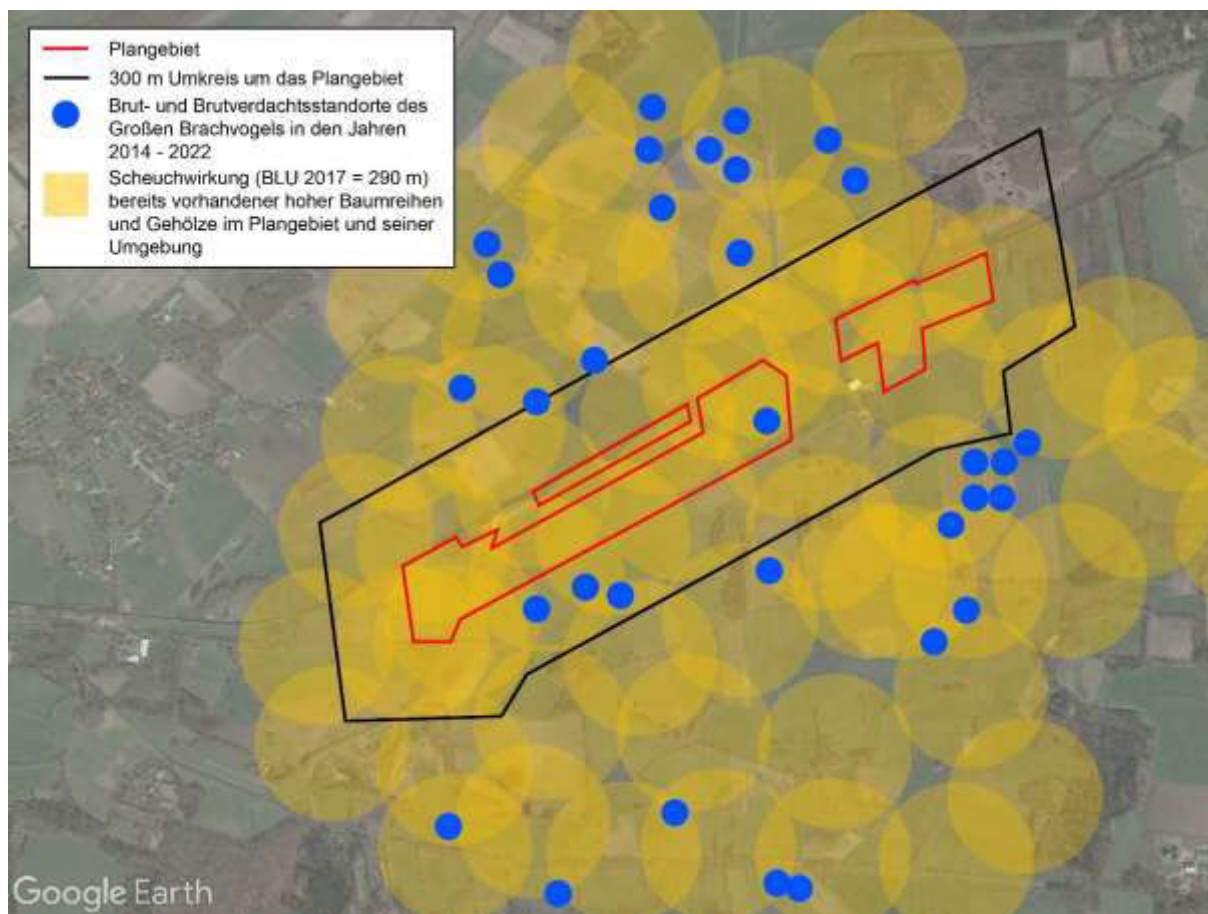 Plangebiet
300 m Umkreis um das Plangebiet
Brut- und Brutverdachtsstandorte des
Großen Brachvogels in den Jahren
2014 - 2022
Scheuchwirkung (BLU 2017 = 290 m)
bereits vorhandener hoher Baumreihen
und Gehölze im Plangebiet und seiner
Umgebung
Google Earth